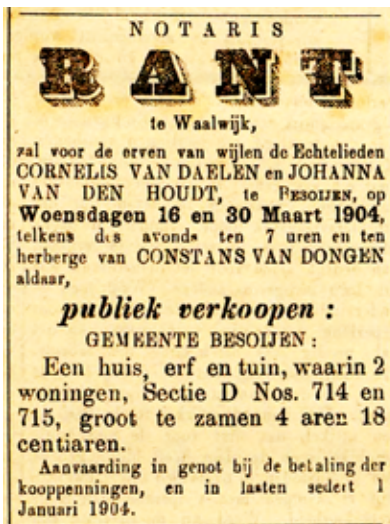 NOTARIS
RANT
te Waalwijk,
zal voor de erven van wijlen de Echtelieden
CORNELIS VAN DAELEN en JOHANNA
VAN DEN HOUDT, te BESOIJEN, op
Woensdagen 16 en 30 Maart 1904,
telkens des avonds ten 7 uren en ten
herberge van CONSTANS VAN DONGEN
aldaar,
publiek verkoopen :
GEMEENTE BESOIJEN :
Een huis, erf en tuin, waarin 2
woningen, Sectie D Nos. 714 en
715, groot te zamen 4 aren 18
centiaren.
Aanvaarding in genot bij de betaling der
kooppenningen, en in lasten sedert 1
Januari 1904.